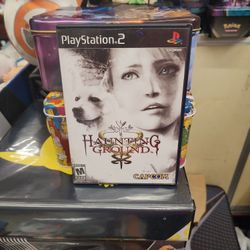 PlayStation 2
HAUNTING
GROUND
M
CAPCOM